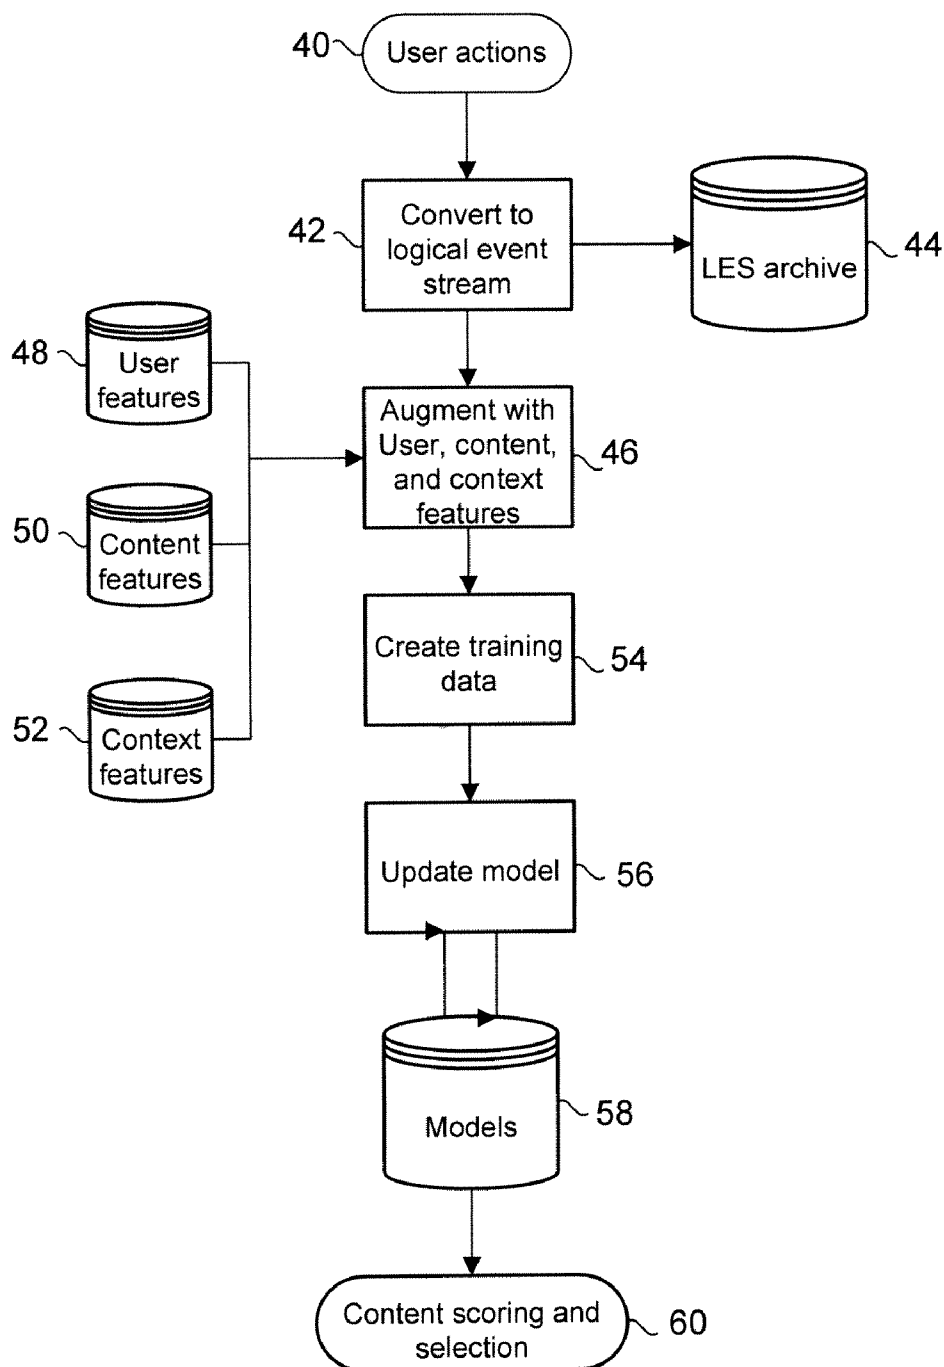 40
User actions
42
Convert to
logical event
stream
44
LES archive
48
User
features
46
Augment with
User, content,
and context
features
50
Content
features
54
Create training
data
52
Context
features
56
Update model
58
Models
60
Content scoring and
selection